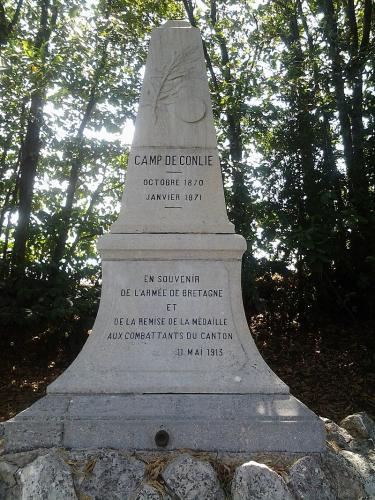 CAMP DE CONLIE
OCTOBRE 1870
JANVIER 1871
EN SOUVENIR
DE L'ARMÉE DE BRETAGNE
ET
DE LA REMISE DE LA MÉDAILLE
AUX COMBATTANTS DU CANTON
11 MAI 1913